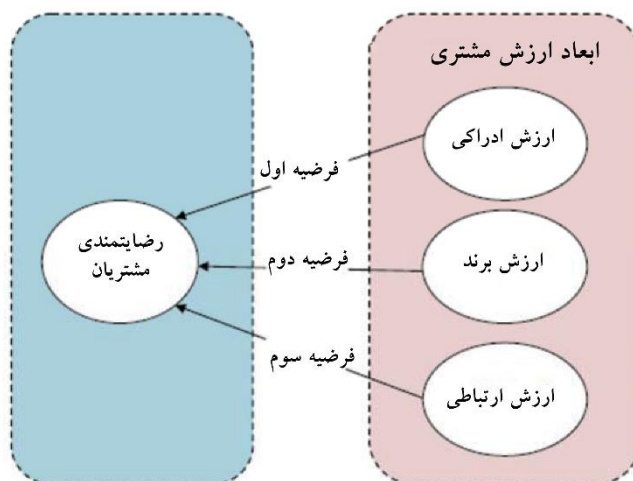 ابعاد ارزش مشتری
ارزش ادراکی
فرضیه اول
ارزش برند
فرضیه دوم
رضایتمندی
مشتریان
فرضیه سوم
ارزش ارتباطی